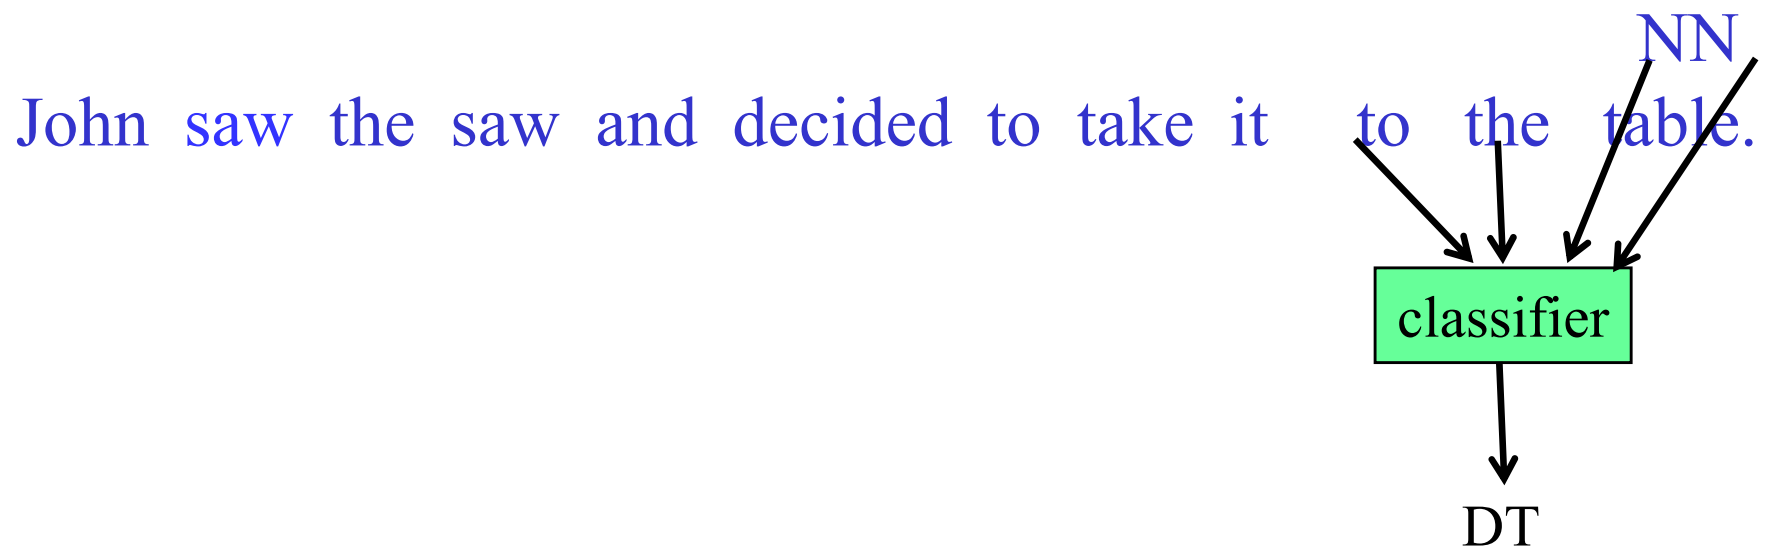 NN
John saw the saw and decided to take it to the table.
classifier
DT